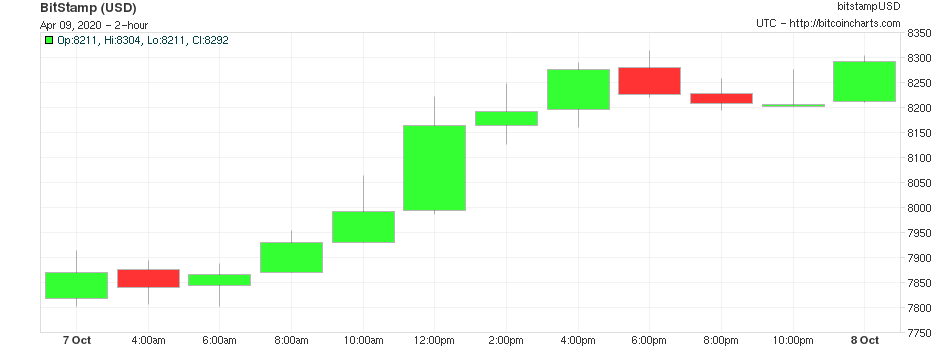 BitStamp (USD)
bitstampUSD
Apr 09, 2020 - 2-hour
UTC - http://bitcoincharts.com
Op:8211, Hi:8304, Lo:8211, Cl:8292
8350
8300
8250
8200
8150
8100
8050
8000
7950
7900
7850
7800
7750
7 Oct 4:00am 6:00am 8:00am 10:00am 12:00pm 2:00pm 4:00pm 6:00pm 8:00pm 10:00pm 8 Oct